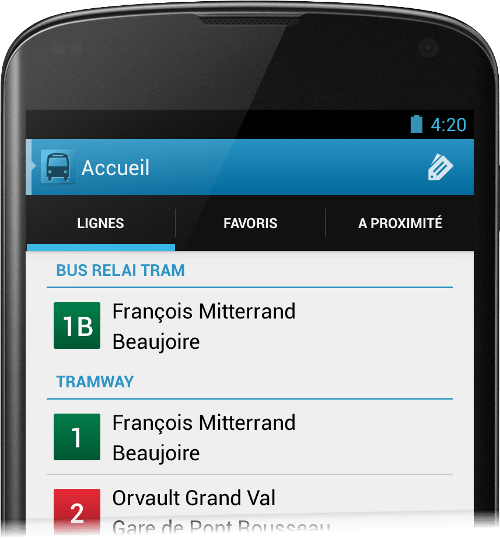 4:20
Accueil
LIGNES FAVORIS A PROXIMITÉ
BUS RELAI TRAM
1B
François Mitterrand
Beaujoire
TRAMWAY
1
François Mitterrand
Beaujoire
2
Orvault Grand Val
Gare de Pont Rousseau